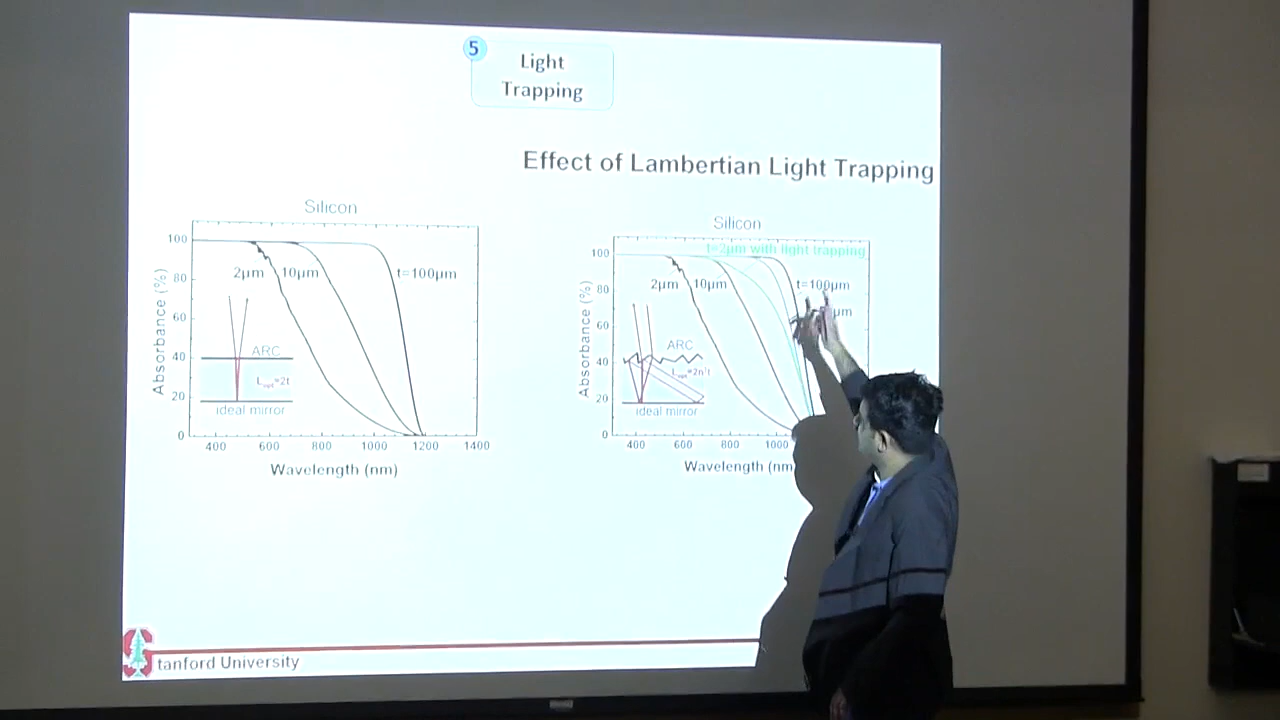 5
Light
Trapping
Effect of Lambertian Light Trapping
Silicon
100
80
60
40
20
0
2μm
10μm
t=100μm
ARC
ideal mirror
400
600
800
1000
1200
1400
Absorbance (%)
Wavelength (nm)
Silicon
t=2μm with light trapping
100
80
60
40
20
0
2μm
10μm
t=100μm
μm
ARC
ideal mirror
400
600
800
1000
Absorbance (%)
Wavelength (nm
Stanford University